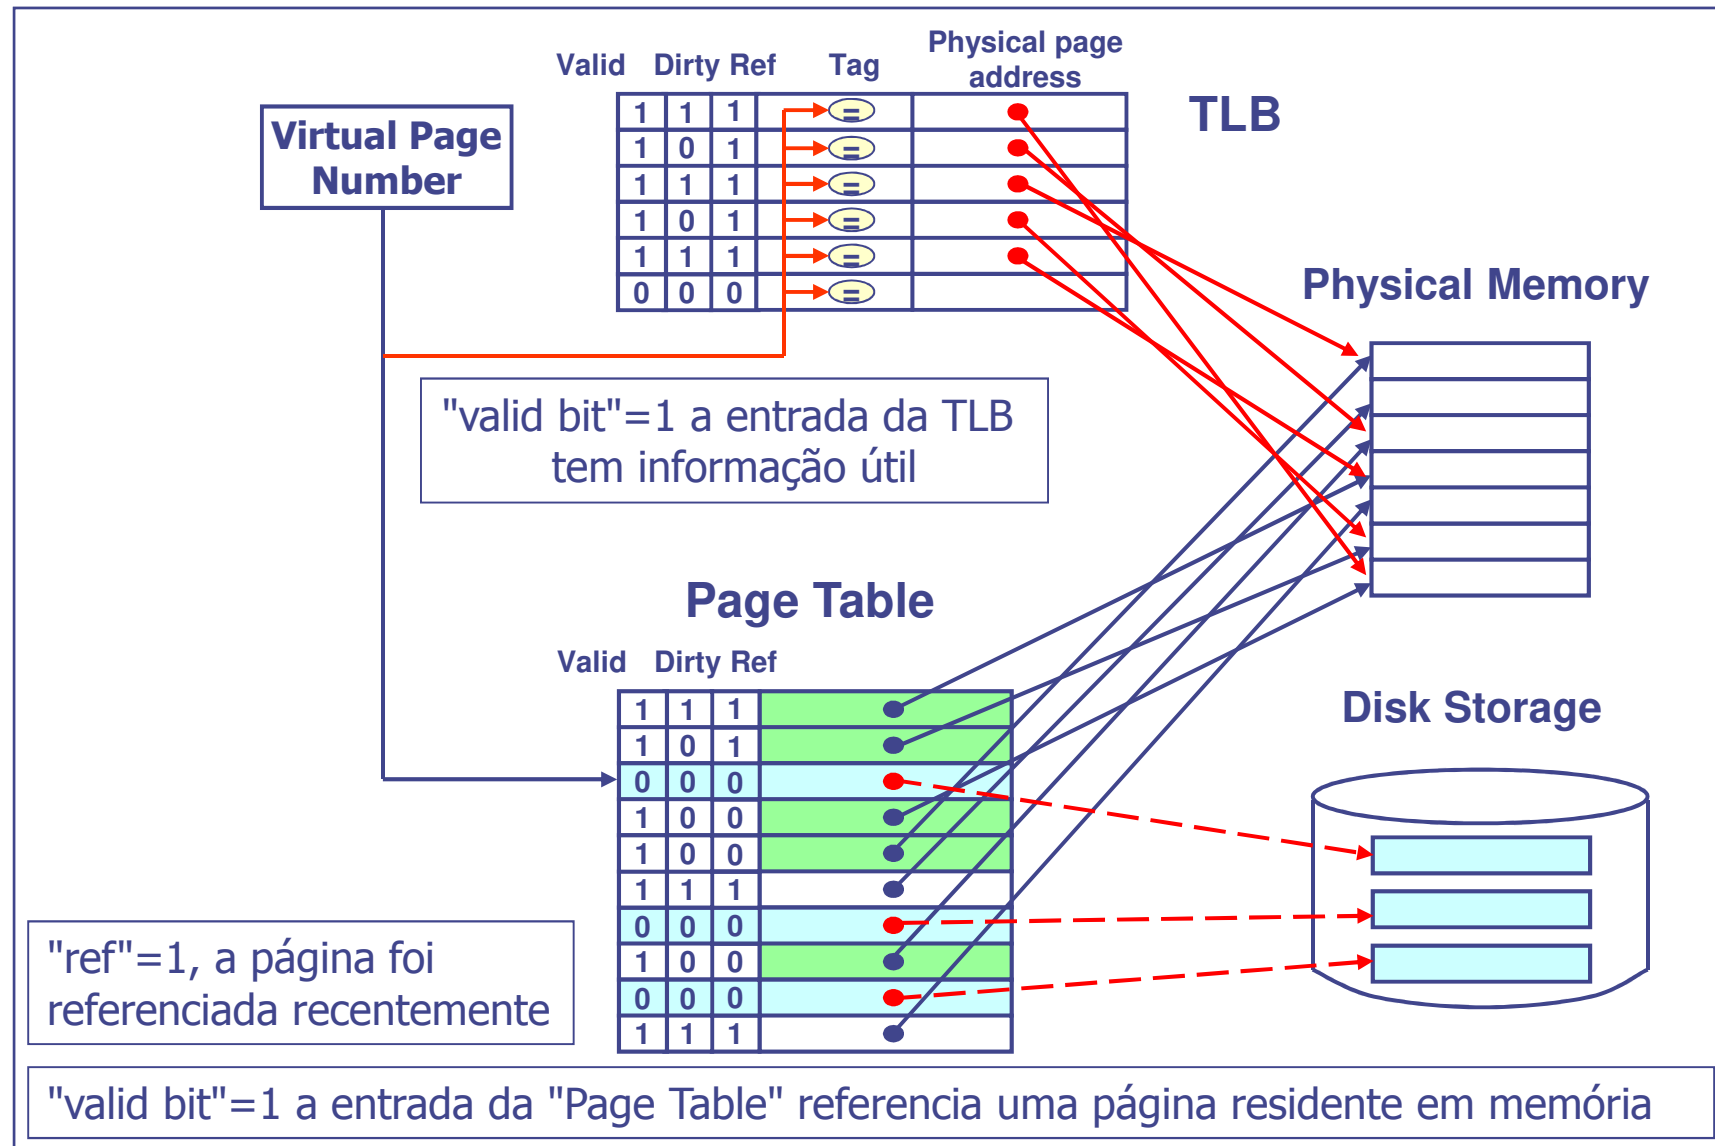 Physical page
Valid Dirty Ref Tag address
TLB
Virtual Page
Number
1 1 1 =
1 0 1 =
1 1 1 =
1 0 1 =
1 1 1 =
0 0 0 =
Physical Memory
"valid bit"=1 a entrada da TLB
tem informação útil
Page Table
Valid Dirty Ref
1 1 1
1 0 1
0 0 0
1 0 0
1 0 0
1 1 1
0 0 0
1 0 0
0 0 0
1 1 1
Disk Storage
"ref"=1, a página foi
referenciada recentemente
"valid bit"=1 a entrada da "Page Table" referencia uma página residente em memória